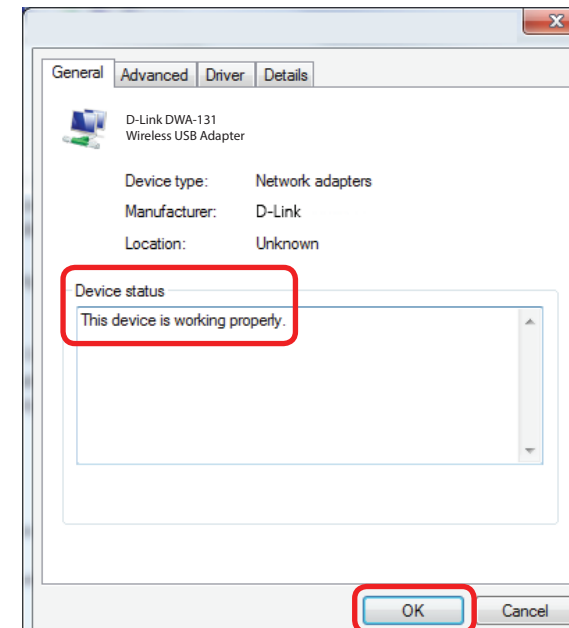 General Advanced Driver Details
D-Link DWA-131
Wireless USB Adapter
Device type: Network adapters
Manufacturer: D-Link
Location: Unknown
Device status
This device is working properly.
OK Cancel